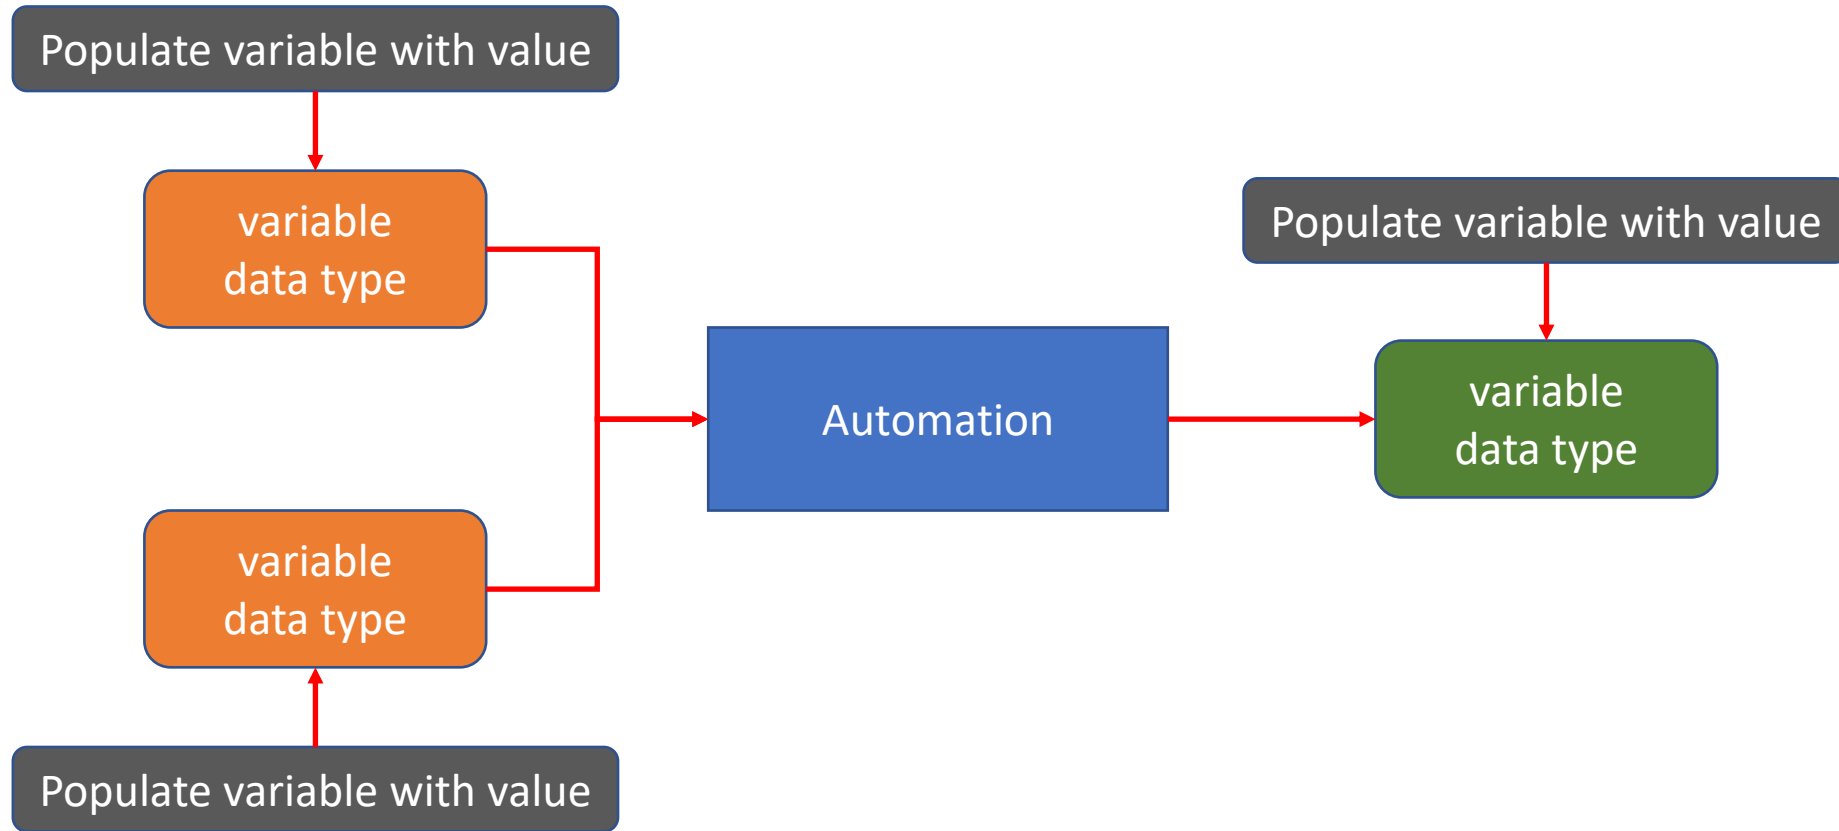 Populate variable with value
variable
data type
Populate variable with value
Automation
variable
data type
variable
data type
Populate variable with value